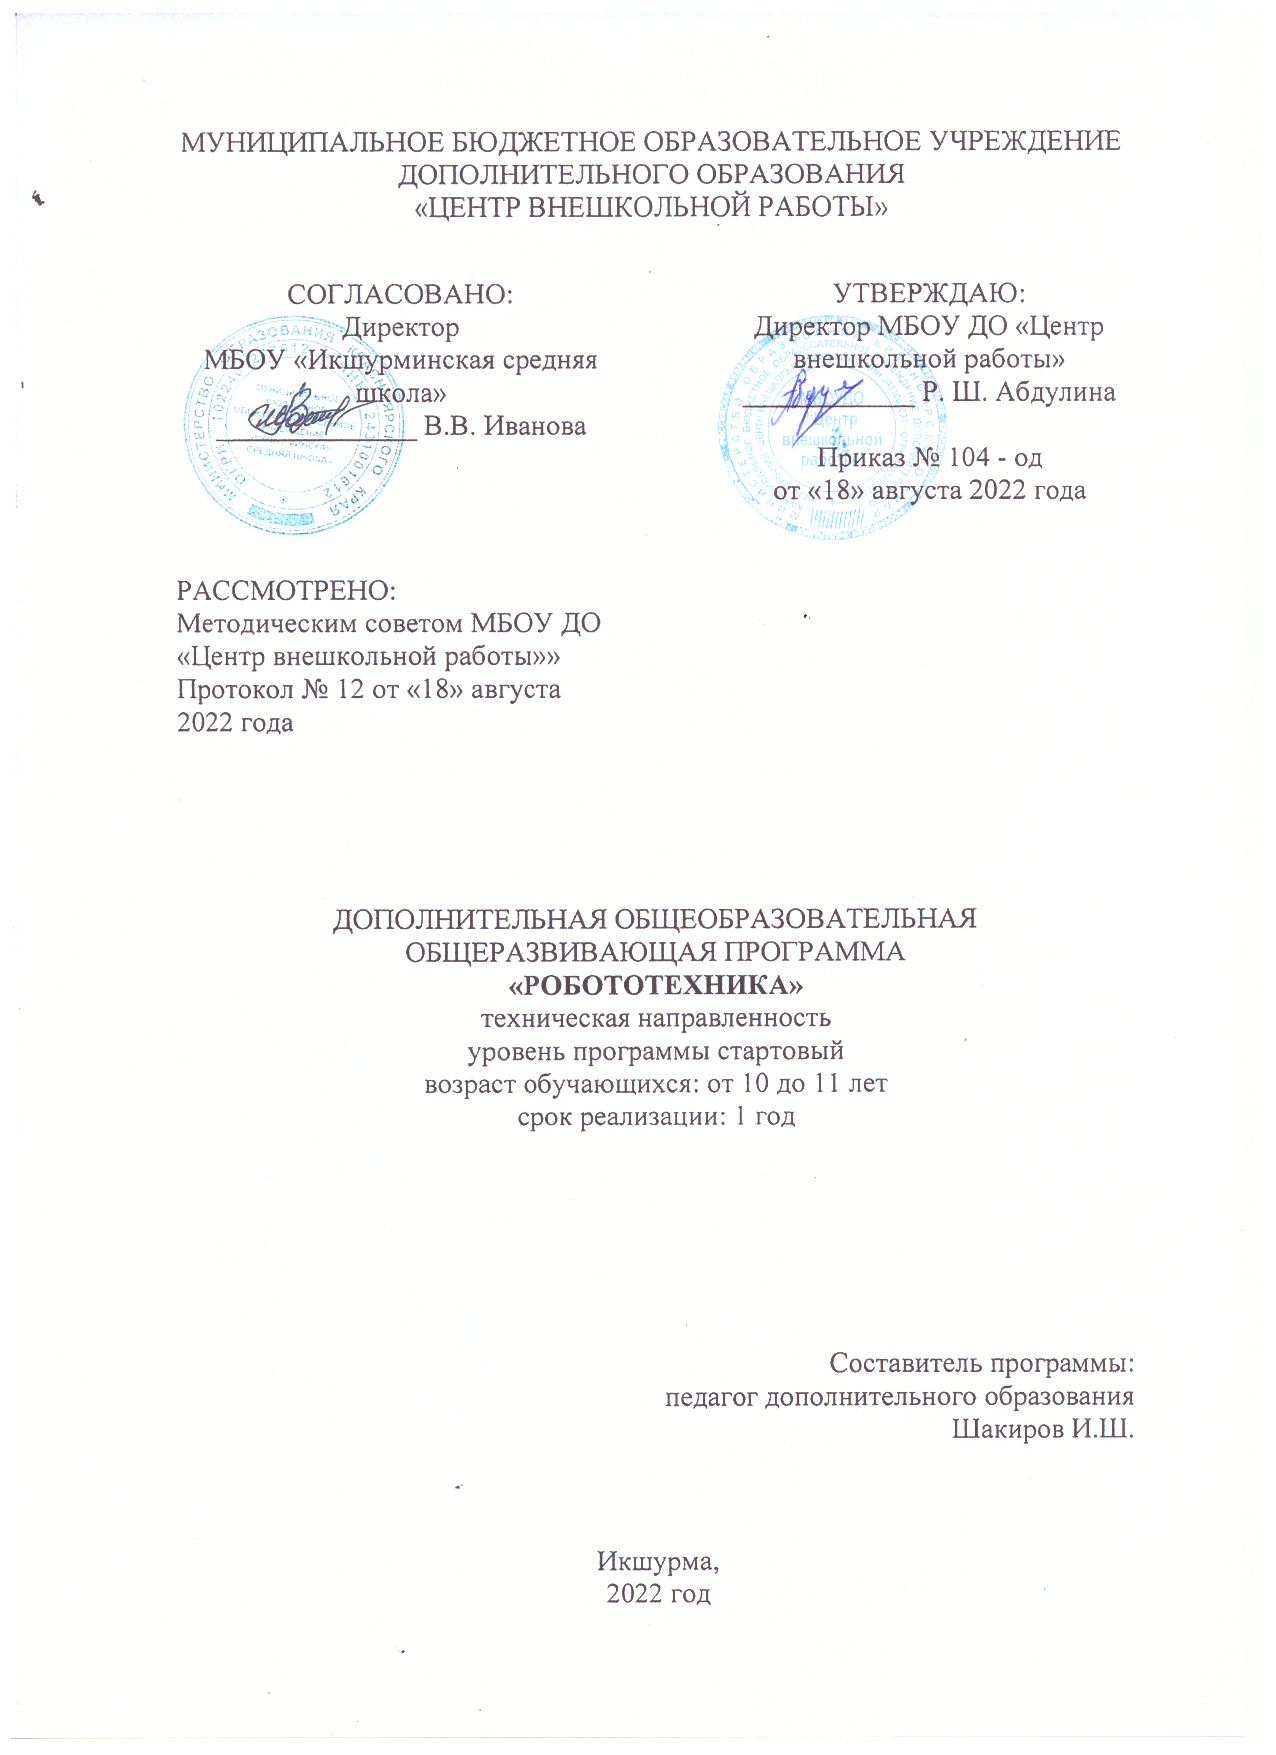 МУНИЦИПАЛЬНОЕ БЮДЖЕТНОЕ ОБРАЗОВАТЕЛЬНОЕ УЧРЕЖДЕНИЕ
ДОПОЛНИТЕЛЬНОГО ОБРАЗОВАНИЯ
«ЦЕНТР ВНЕШКОЛЬНОЙ РАБОТЫ»
СОГЛАСОВАНО:
Директор
МБОУ «Икшурминская средняя
школа»
______________ В.В. Иванова
УТВЕРЖДАЮ:
Директор МБОУ ДО «Центр
внешкольной работы»
____________ Р. Ш. Абдулина
Приказ № 104 - од
от «18» августа 2022 года
РАССМОТРЕНО:
Методическим советом МБОУ ДО
«Центр внешкольной работы»»
Протокол № 12 от «18» августа
2022 года
ДОПОЛНИТЕЛЬНАЯ ОБЩЕОБРАЗОВАТЕЛЬНАЯ
ОБЩЕРАЗВИВАЮЩАЯ ПРОГРАММА
«РОБОТОТЕХНИКА»
техническая направленность
уровень программы стартовый
возраст обучающихся: от 10 до 11 лет
срок реализации: 1 год
Составитель программы:
педагог дополнительного образования
Шакиров И.Ш.
Икшурма,
2022 год